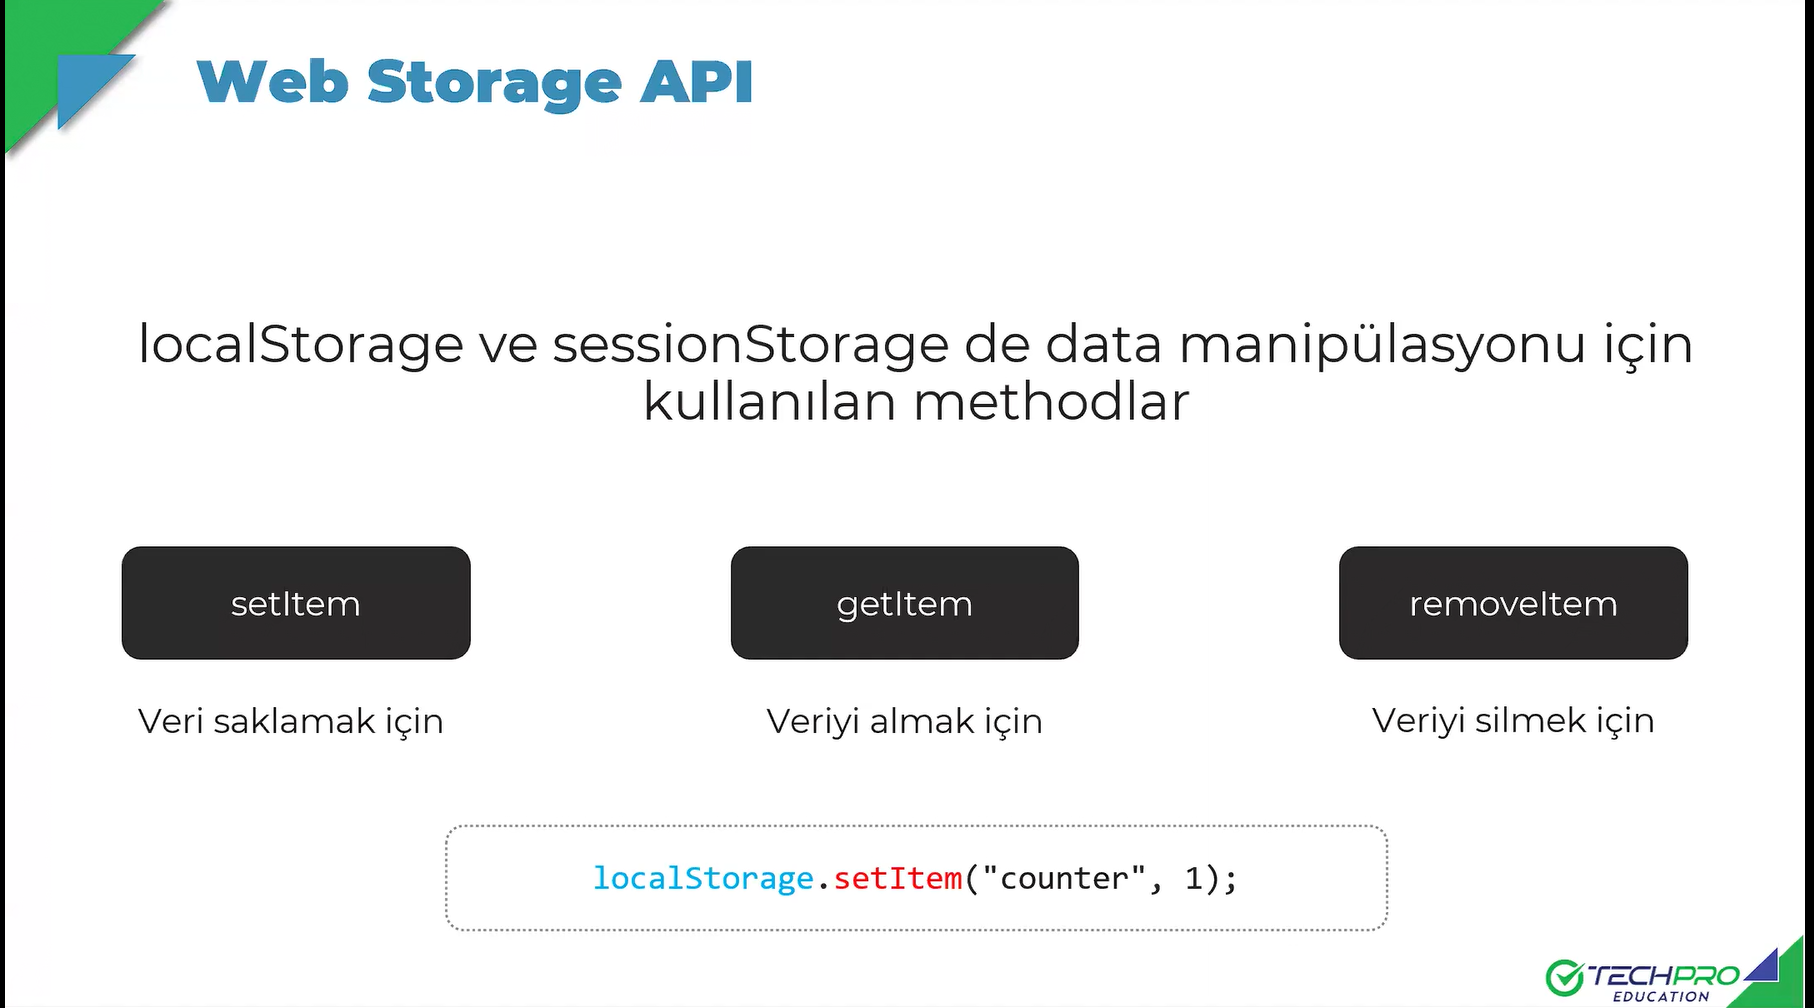 Web Storage API
localStorage ve sessionStorage de data manipülasyonu için
kullanılan methodlar
setItem
getItem
removeItem
Veri saklamak için
Veriyi almak için
Veriyi silmek için
localStorage.setItem("counter", 1);
TECHPRO
EDUCATION